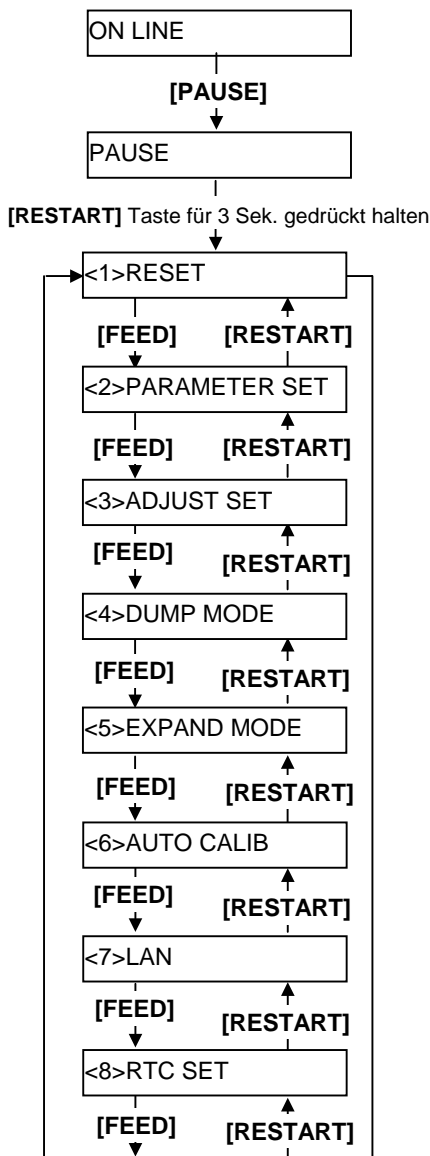 ON LINE
[PAUSE]
PAUSE
[RESTART] Taste für 3 Sek. gedrückt halten
<1>RESET
[FEED] [RESTART]
<2>PARAMETER SET
[FEED] [RESTART]
<3>ADJUST SET
[FEED] [RESTART]
<4>DUMP MODE
[FEED] [RESTART]
<5>EXPAND MODE
[FEED] [RESTART]
<6>AUTO CALIB
[FEED] [RESTART]
<7>LAN
[FEED] [RESTART]
<8>RTC SET
[FEED] [RESTART]